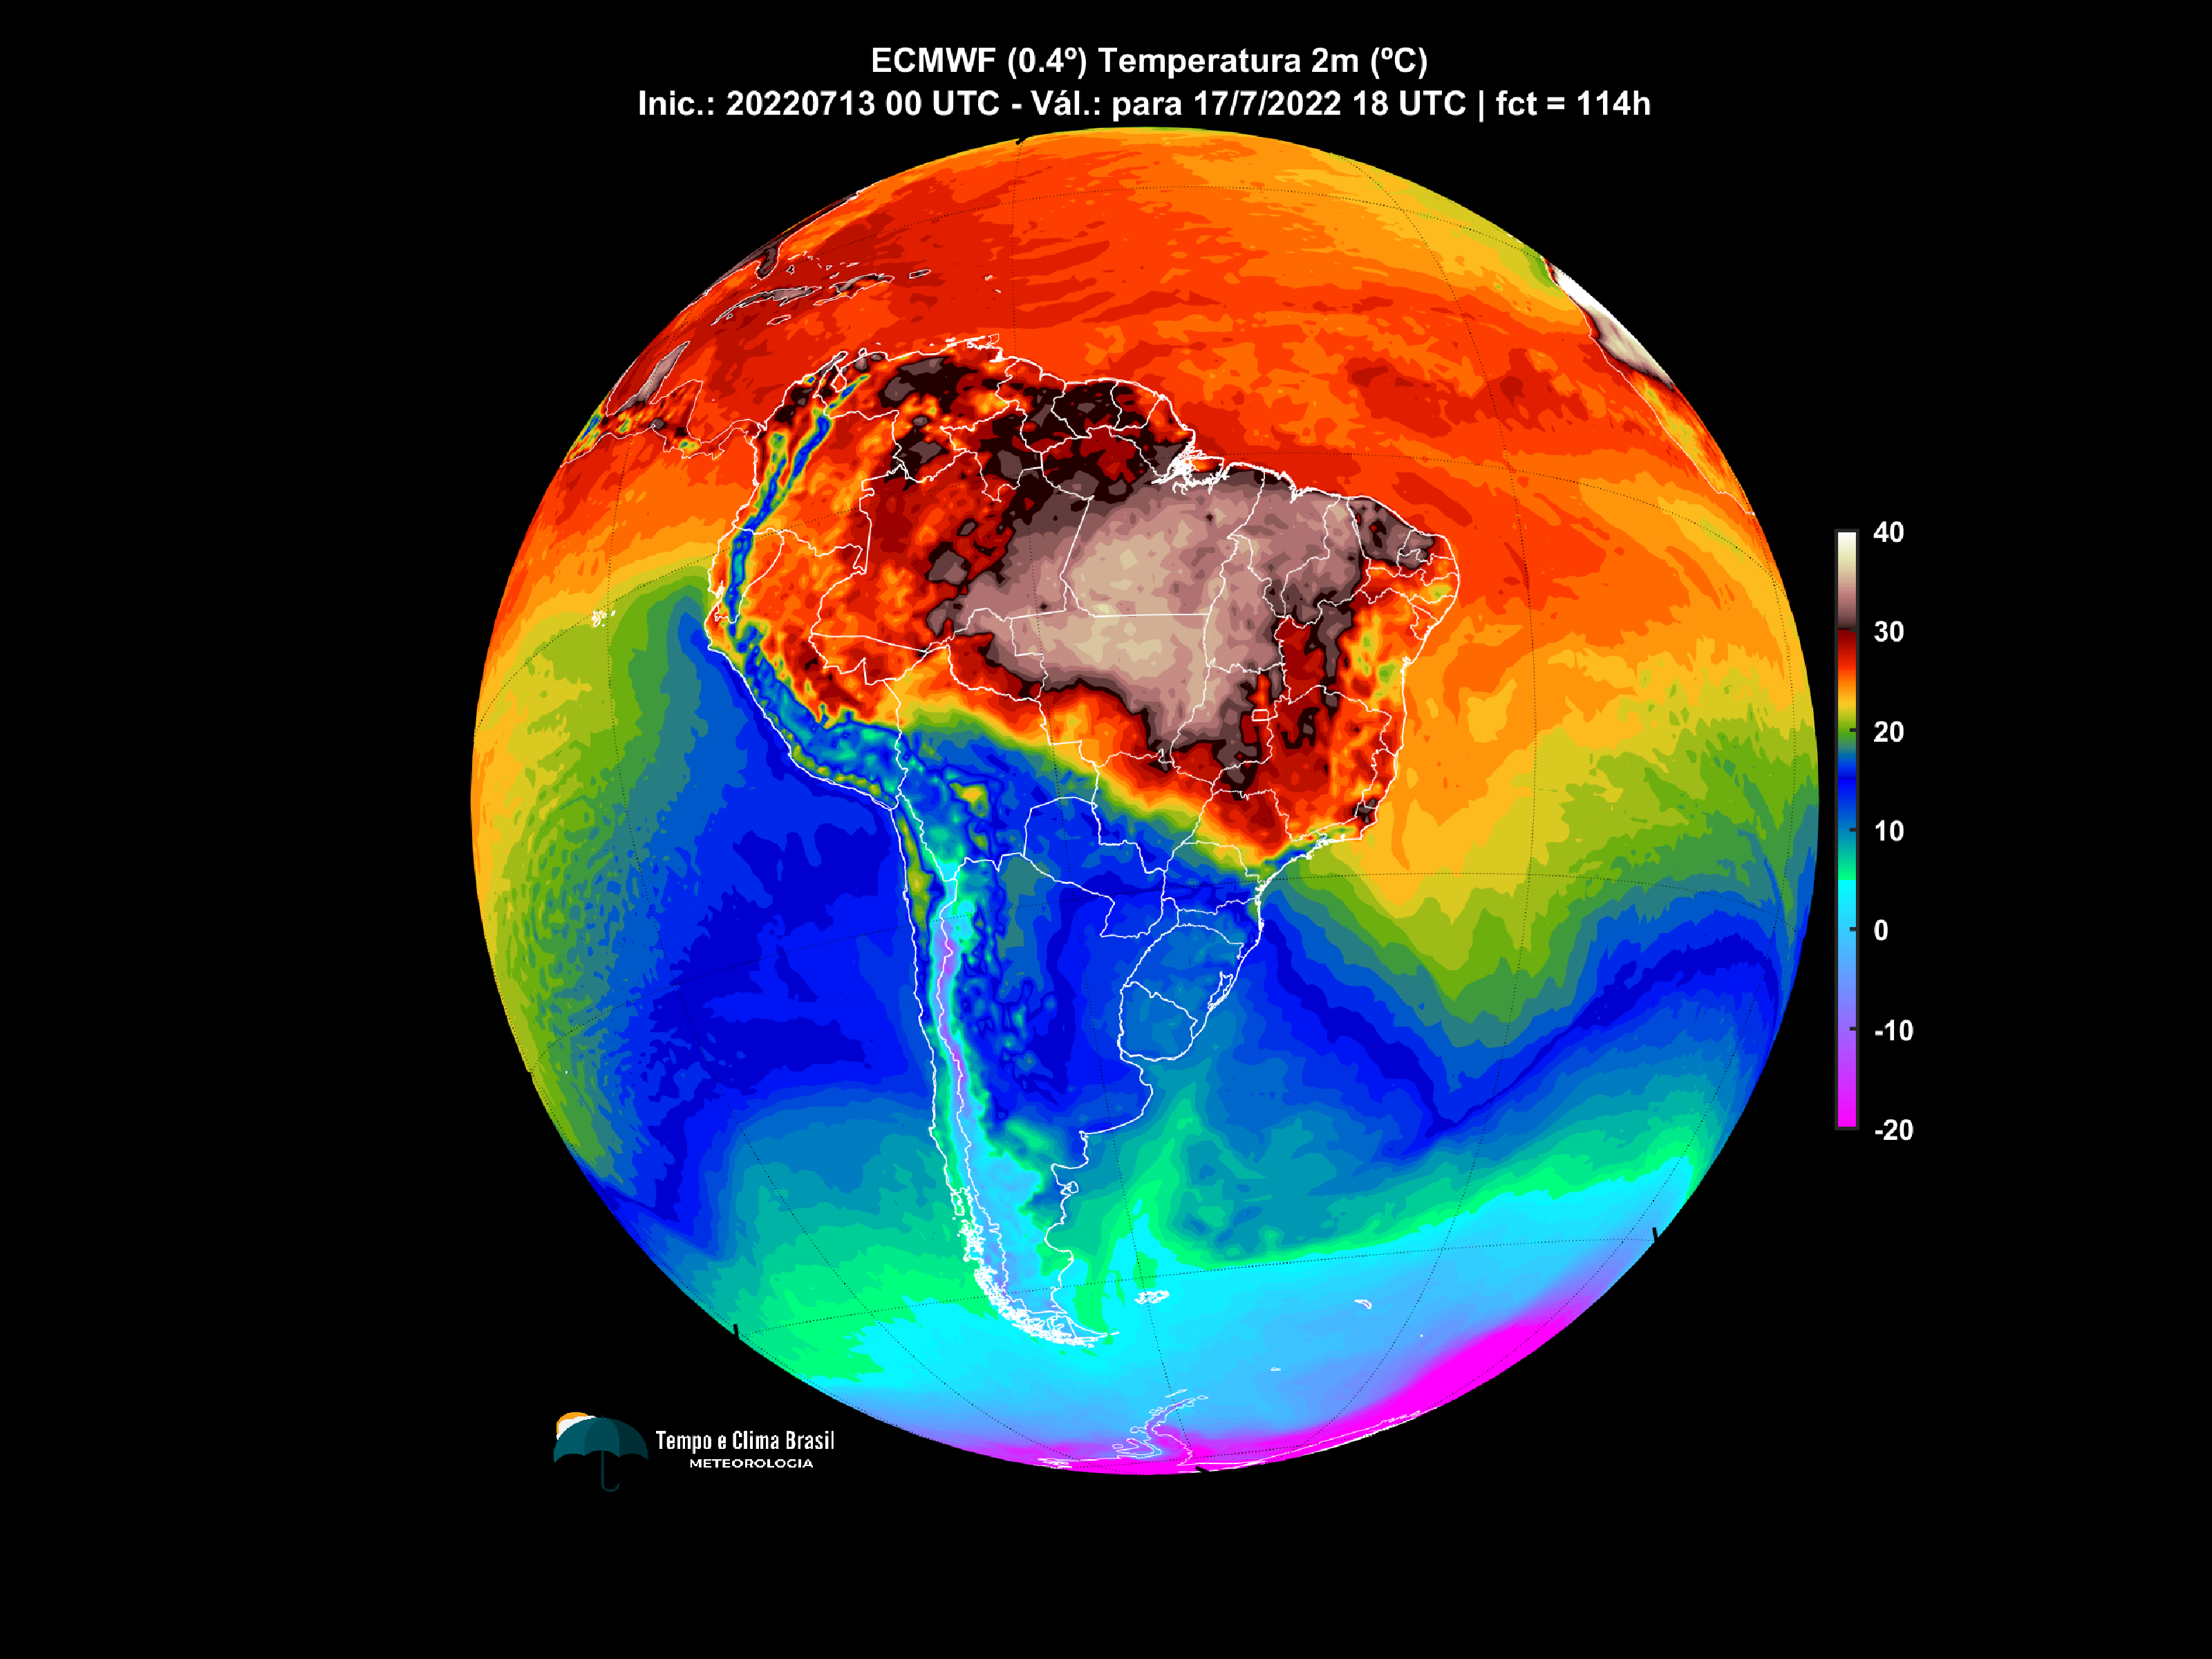 ECMWF (0.4º) Temperatura 2m (ºC)
Inic.: 20220713 00 UTC - Vál.: para 17/7/2022 18 UTC | fct = 114h
40
30
20
10
0
-10
-20
Tempo e Clima Brasil
METEOROLOGIA